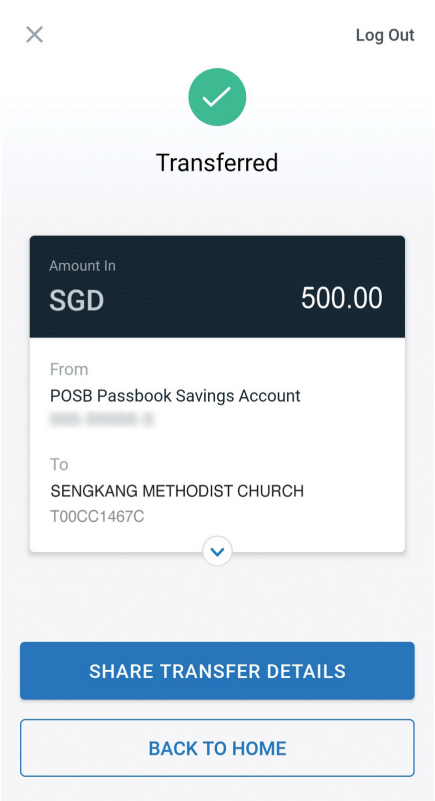 Log Out
Transferred
Amount In
SGD 500.00
From
POSB Passbook Savings Account
To
SENGKANG METHODIST CHURCH
T00CC1467C
SHARE TRANSFER DETAILS
BACK TO HOME